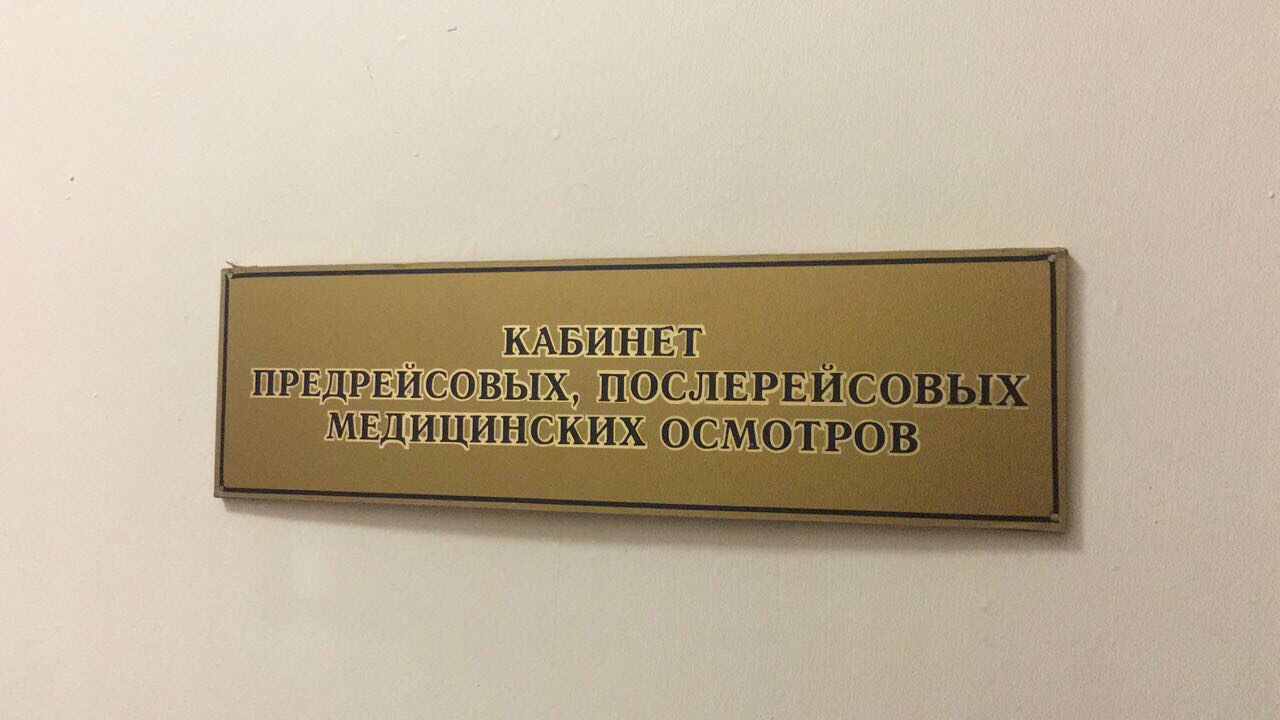 КАБИНЕТ
ПРЕДРЕЙСОВЫХ, ПОСЛЕРЕЙСОВЫХ
МЕДИЦИНСКИХ ОСМОТРОВ